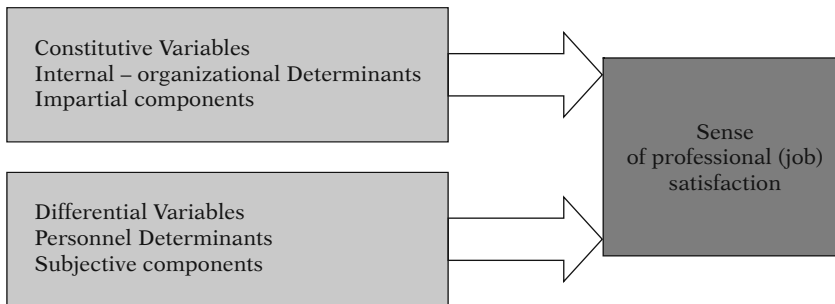 Constitutive Variables
Internal – organizational Determinants
Impartial components
Sense
of professional (job)
satisfaction
Differential Variables
Personnel Determinants
Subjective components